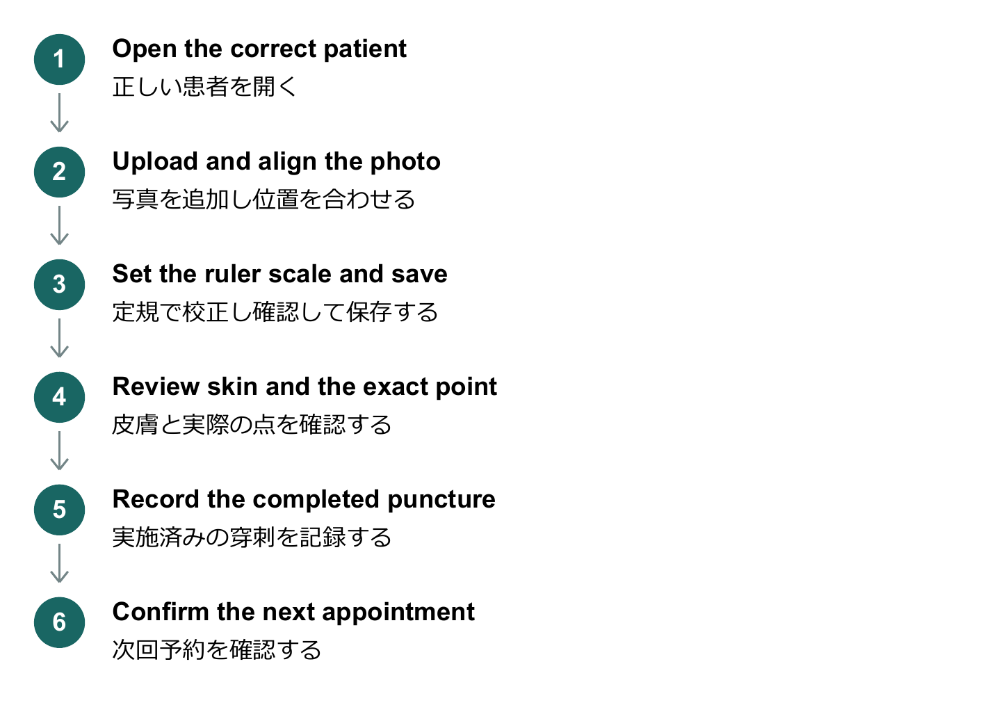 1
Open the correct patient
正しい患者を開く
2
Upload and align the photo
写真を追加し位置を合わせる
3
Set the ruler scale and save
定規で校正し確認して保存する
4
Review skin and the exact point
皮膚と実際の点を確認する
5
Record the completed puncture
実施済みの穿刺を記録する
6
Confirm the next appointment
次回予約を確認する